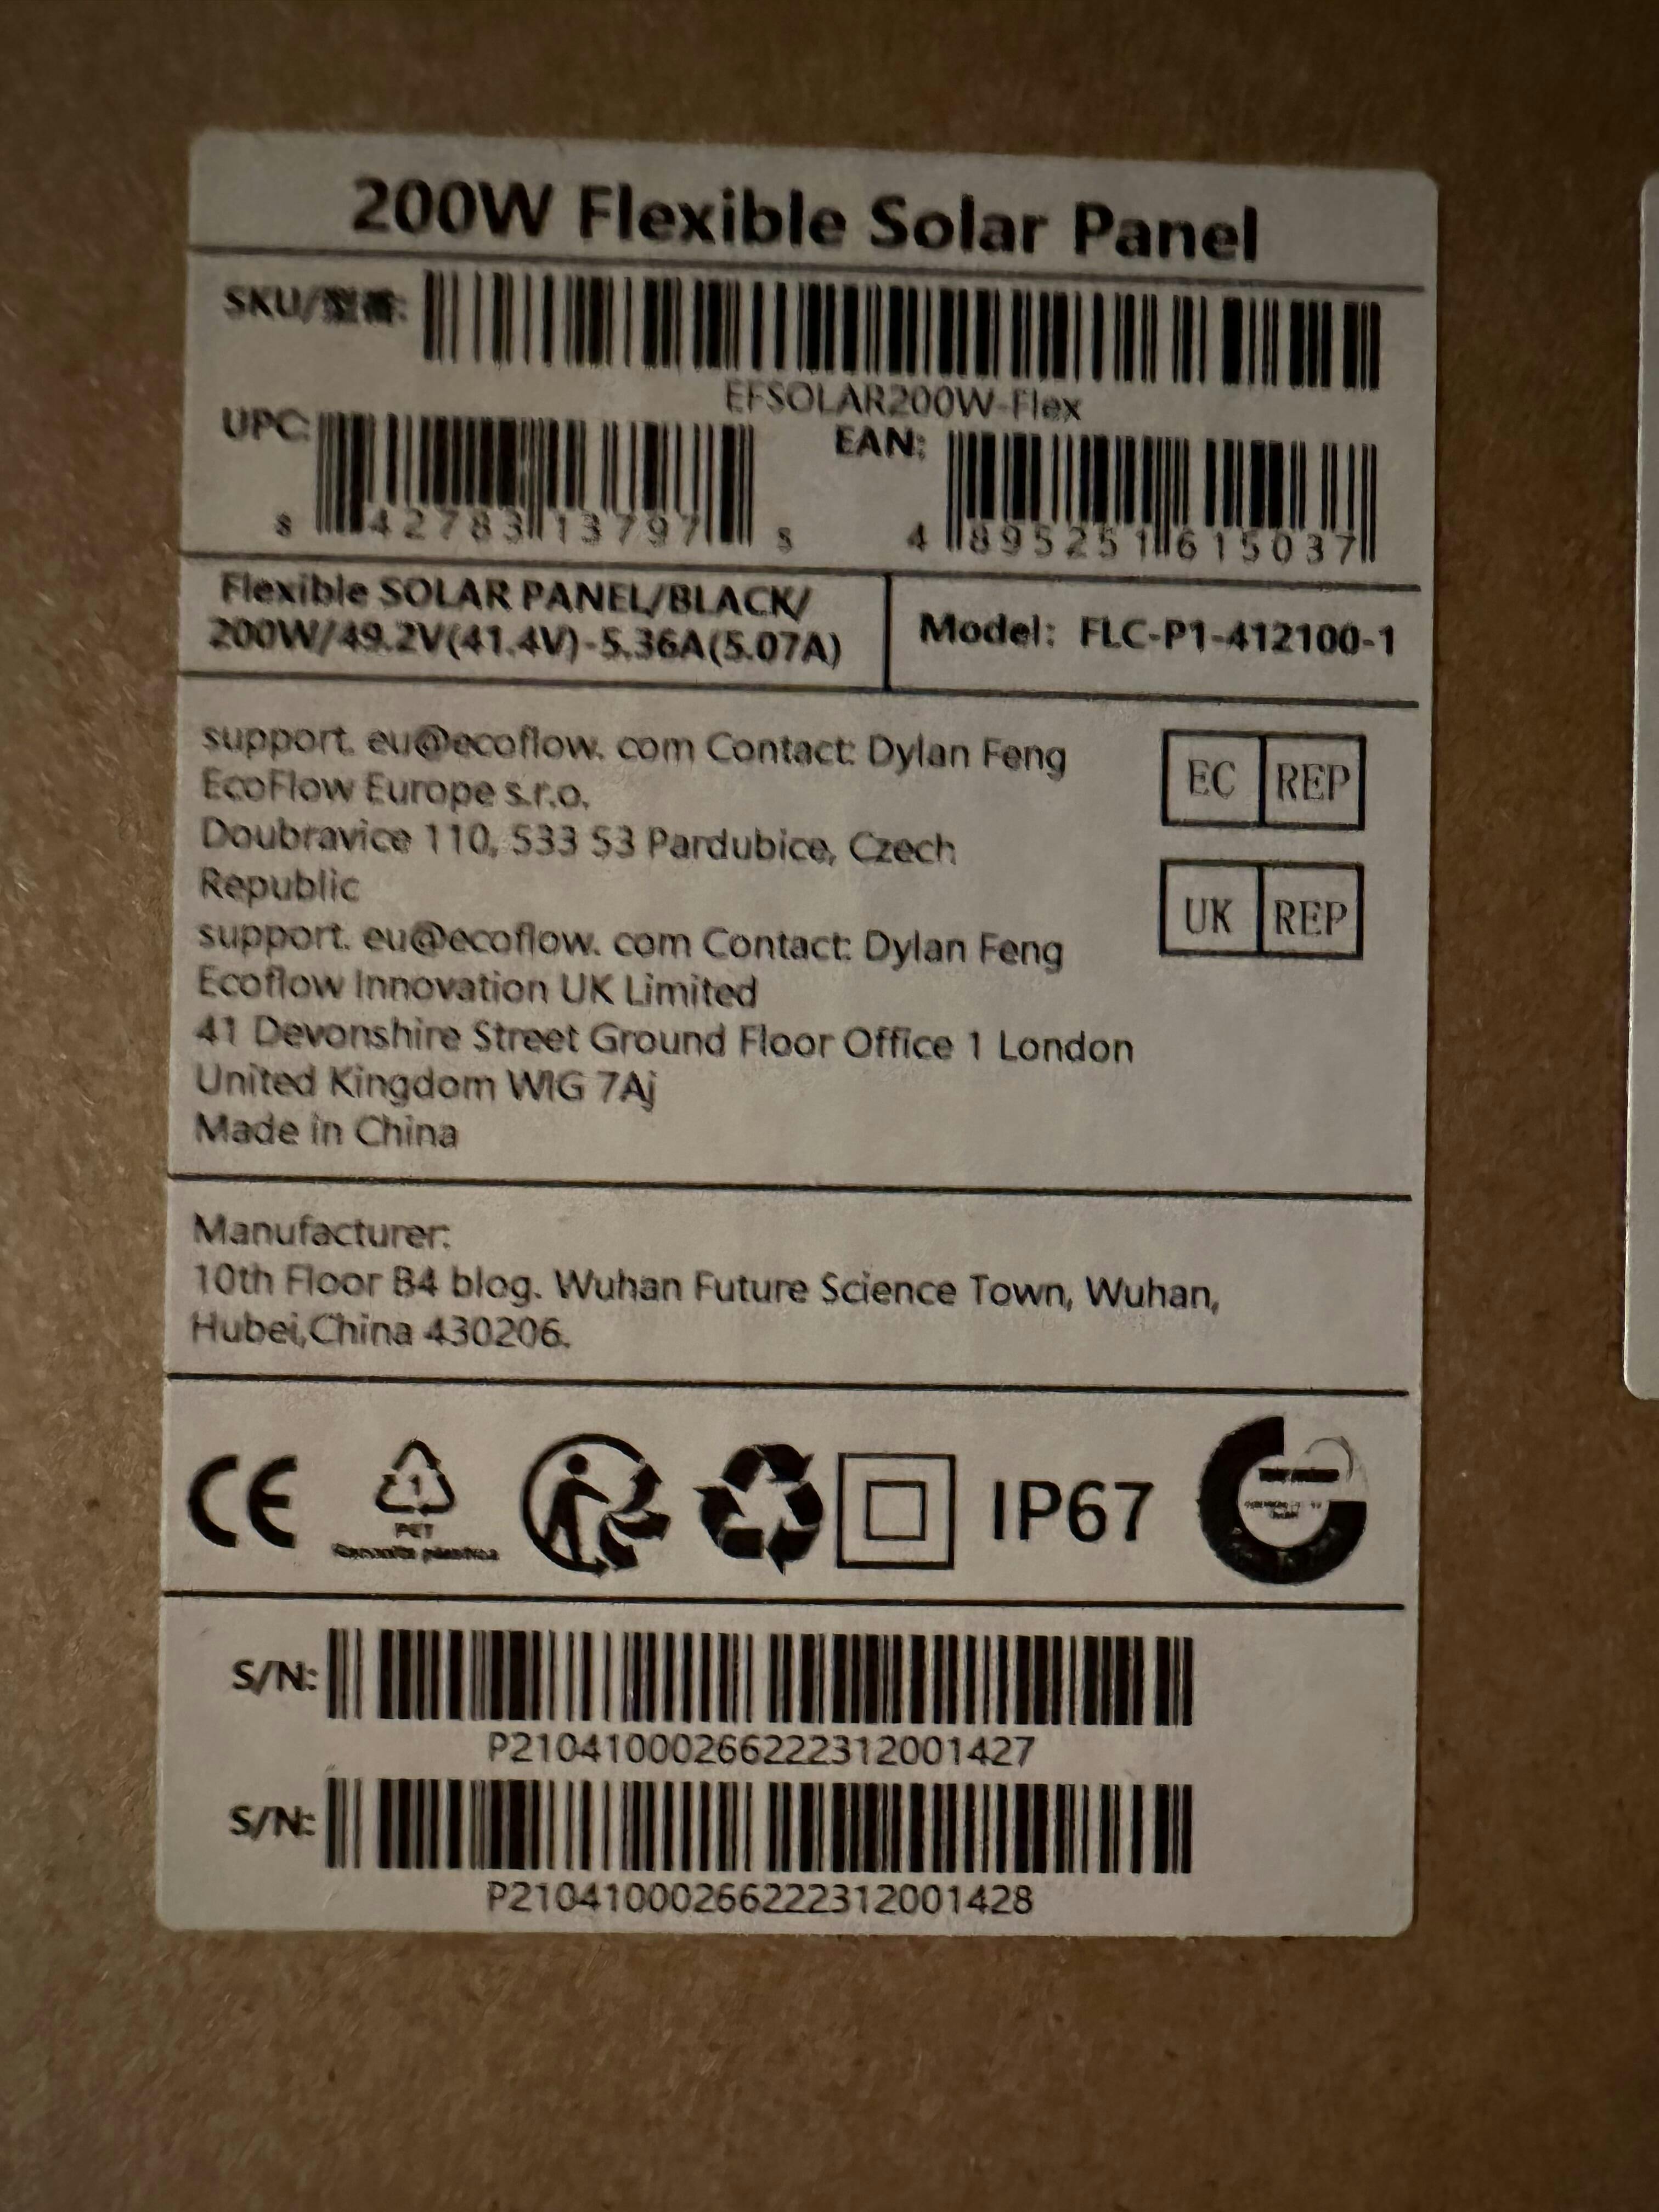 200W Flexible Solar Panel
SKU/型号:
EFSOLAR200W-Flex
UPC:
8 42783 13797 8
EAN:
4 895251 615037
Flexible SOLAR PANEL/BLACK/
200W/49.2V(41.4V)-5.36A(5.07A)
Model: FLC-P1-412100-1
support. eu@ecoflow. com Contact: Dylan Feng
EcoFlow Europe s.r.o.
Doubravice 110, 533 53 Pardubice, Czech
Republic
support. eu@ecoflow. com Contact: Dylan Feng
Ecoflow Innovation UK Limited
41 Devonshire Street Ground Floor Office 1 London
United Kingdom WIG 7Aj
Made in China
EC REP
UK REP
Manufacturer:
10th Floor B4 blog. Wuhan Future Science Town, Wuhan,
Hubei,China 430206.
CE
1
PET
Raccolta plastica
IP67
S/N:
P21041000266222312001427
S/N:
P21041000266222312001428